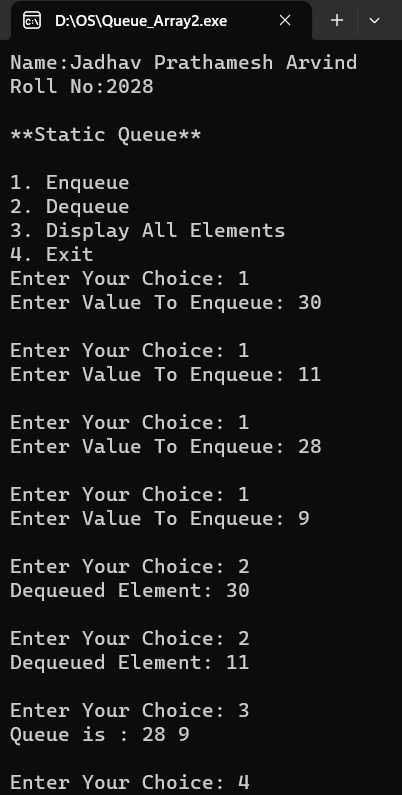 D:\OS\Queue_Array2.exe
Name:Jadhav Prathamesh Arvind
Roll No:2028
**Static Queue**
1. Enqueue
2. Dequeue
3. Display All Elements
4. Exit
Enter Your Choice: 1
Enter Value To Enqueue: 30
Enter Your Choice: 1
Enter Value To Enqueue: 11
Enter Your Choice: 1
Enter Value To Enqueue: 28
Enter Your Choice: 1
Enter Value To Enqueue: 9
Enter Your Choice: 2
Dequeued Element: 30
Enter Your Choice: 2
Dequeued Element: 11
Enter Your Choice: 3
Queue is : 28 9
Enter Your Choice: 4